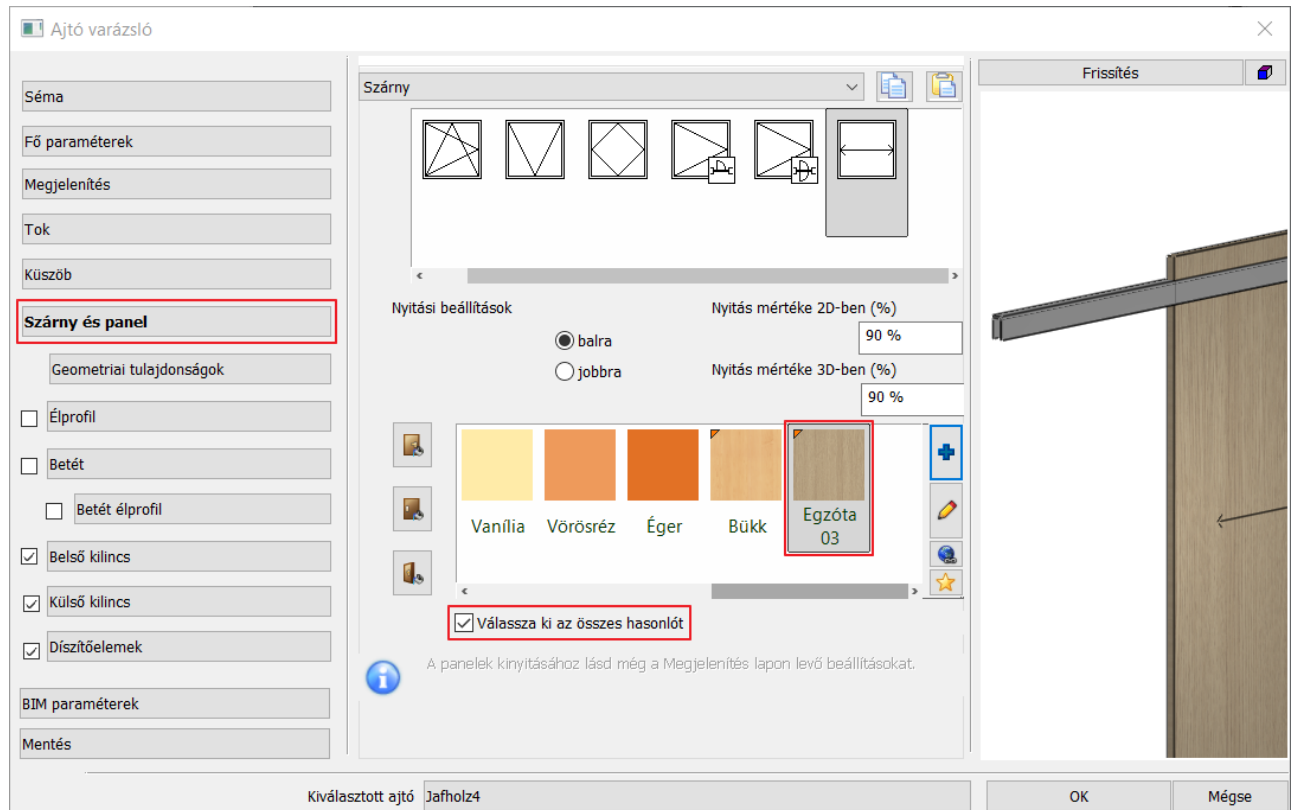 Ajtó varázsló
Séma
Fő paraméterek
Megjelenítés
Tok
Küszöb
Szárny és panel
Geometriai tulajdonságok
Élprofil
Betét
Betét élprofil
Belső kilincs
Külső kilincs
Díszítőelemek
BIM paraméterek
Mentés
Szárny
Nyitási beállítások
balra
jobbra
Nyitás mértéke 2D-ben (%)
90 %
Nyitás mértéke 3D-ben (%)
90 %
Vanília Vörösréz Éger Bükk Egzóta
03
Válassza ki az összes hasonlót
A panelek kinyitásához lásd még a Megjelenítés lapon levő beállításokat.
Frissítés
Kiválasztott ajtó Jafholz4
OK Mégse